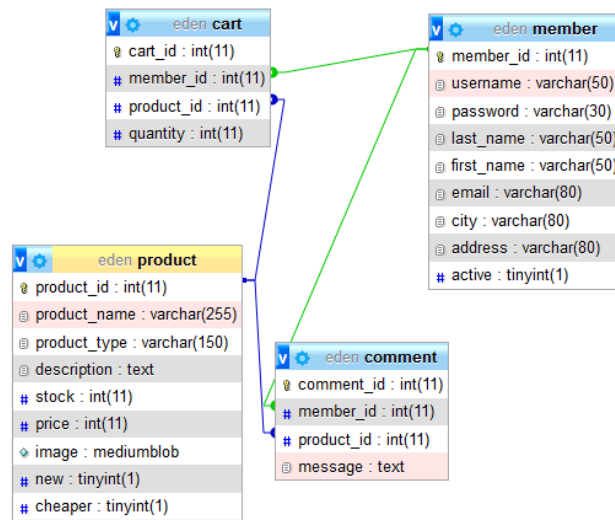 v eden cart
cart_id : int(11)
# member_id : int(11)
# product_id : int(11)
# quantity : int(11)
v eden member
member_id : int(11)
username : varchar(50)
password : varchar(30)
last_name : varchar(50)
first_name : varchar(50)
email : varchar(80)
city : varchar(80)
address : varchar(80)
# active : tinyint(1)
v eden product
product_id : int(11)
product_name : varchar(255)
product_type : varchar(150)
description : text
# stock : int(11)
# price : int(11)
image : mediumblob
# new : tinyint(1)
# cheaper : tinyint(1)
v eden comment
comment_id : int(11)
# member_id : int(11)
# product_id : int(11)
message : text